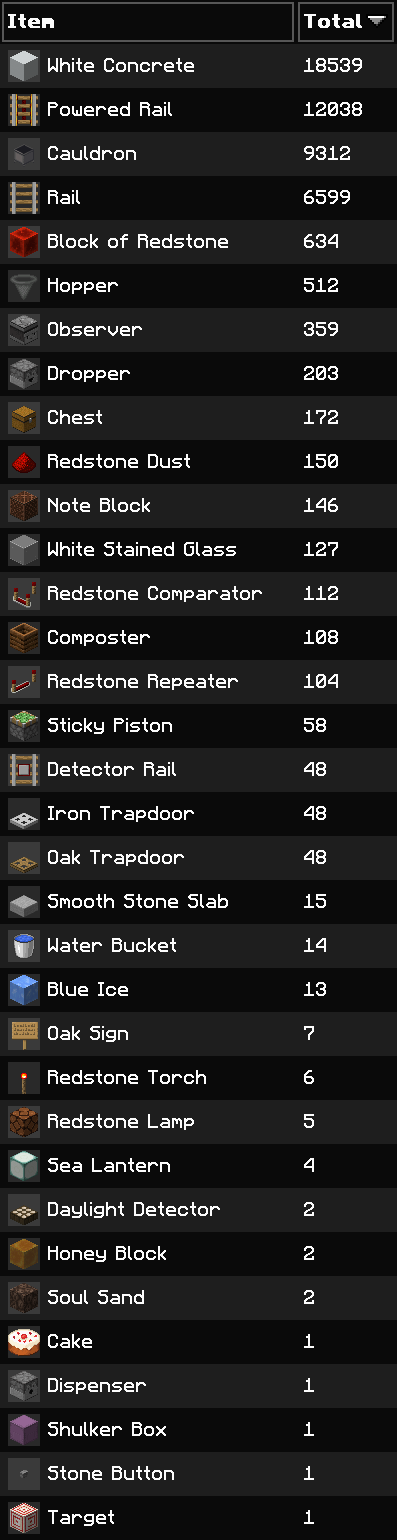 Item Total
White Concrete 18539
Powered Rail 12038
Cauldron 9312
Rail 6599
Block of Redstone 634
Hopper 512
Observer 359
Dropper 203
Chest 172
Redstone Dust 150
Note Block 146
White Stained Glass 127
Redstone Comparator 112
Composter 108
Redstone Repeater 104
Sticky Piston 58
Detector Rail 48
Iron Trapdoor 48
Oak Trapdoor 48
Smooth Stone Slab 15
Water Bucket 14
Blue Ice 13
Oak Sign 7
Redstone Torch 6
Redstone Lamp 5
Sea Lantern 4
Daylight Detector 2
Honey Block 2
Soul Sand 2
Cake 1
Dispenser 1
Shulker Box 1
Stone Button 1
Target 1